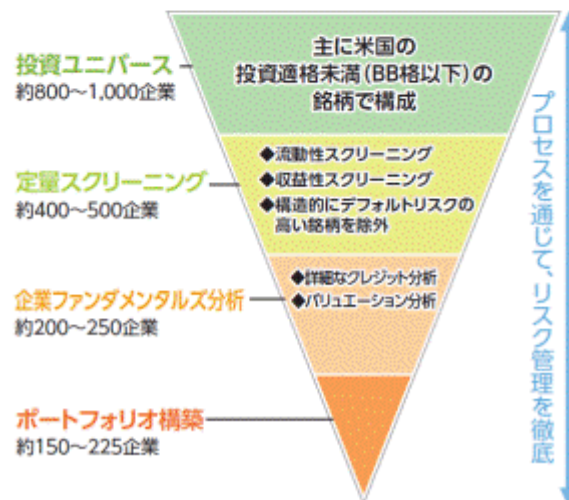 投資ユニバース
約800〜1,000企業
主に米国の
投資適格未満(BB格以下)の
銘柄で構成
定量スクリーニング
約400〜500企業
◆流動性スクリーニング
◆収益性スクリーニング
◆構造的にデフォルトリスクの
高い銘柄を除外
企業ファンダメンタルズ分析
約200〜250企業
◆詳細なクレジット分析
◆バリュエーション分析
ポートフォリオ構築
約150〜225企業
プロセスを通じて、リスク管理を徹底